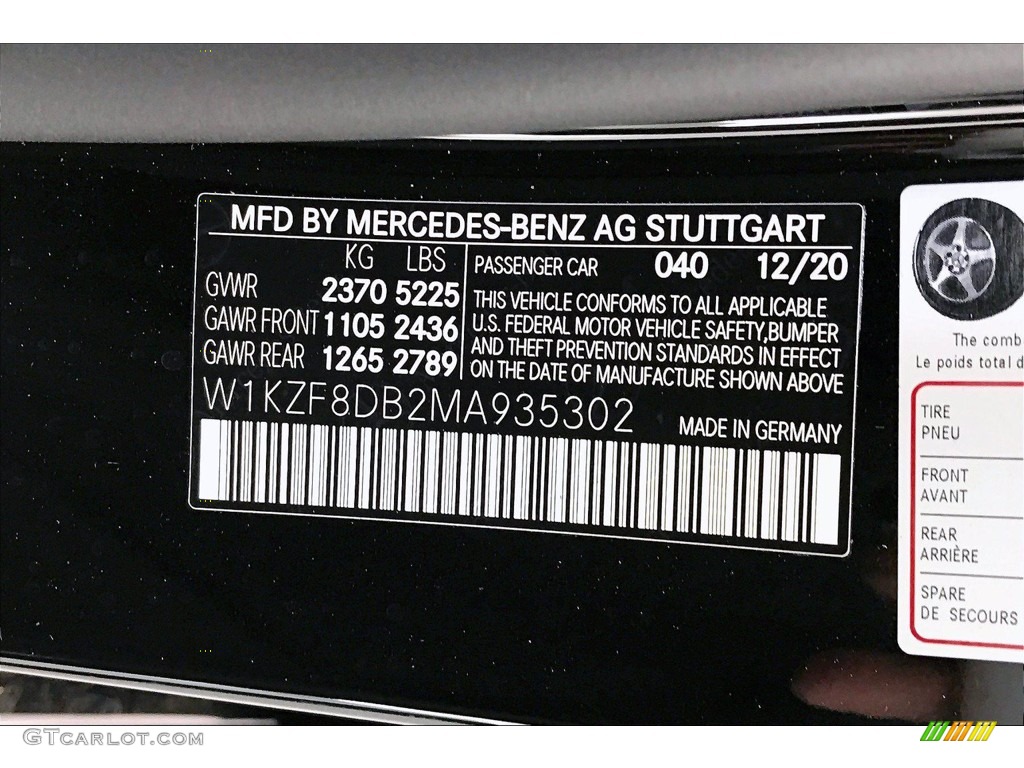 MFD BY MERCEDES-BENZ AG STUTTGART
KG LBS
GVWR 2370 5225
GAWR FRONT 1105 2436
GAWR REAR 1265 2789
PASSENGER CAR 040 12/20
THIS VEHICLE CONFORMS TO ALL APPLICABLE
U.S. FEDERAL MOTOR VEHICLE SAFETY,BUMPER
AND THEFT PREVENTION STANDARDS IN EFFECT
ON THE DATE OF MANUFACTURE SHOWN ABOVE
W1KZF8DB2MA935302
MADE IN GERMANY
The comb
Le poids total d
TIRE
PNEU
FRONT
AVANT
REAR
ARRIÈRE
SPARE
DE SECOURS
GTcarlot.com